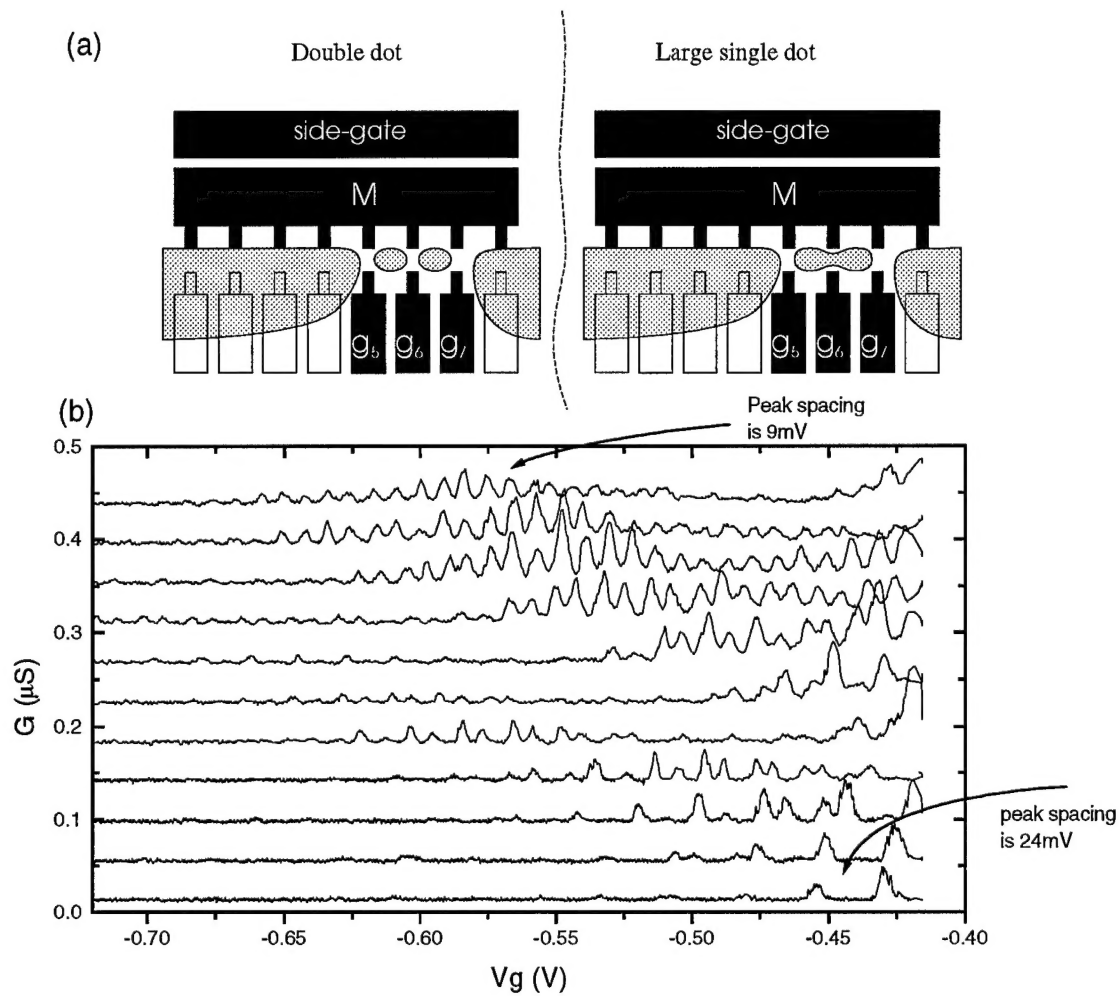 (a)
Double dot
Large single dot
side-gate
side-gate
M
M
g5
g6
g7
g5
g6
g7
(b)
Peak spacing
is 9mV
0.5
0.4
0.3
0.2
0.1
0.0
G (μS)
peak spacing
is 24mV
-0.70
-0.65
-0.60
-0.55
-0.50
-0.45
-0.40
Vg (V)